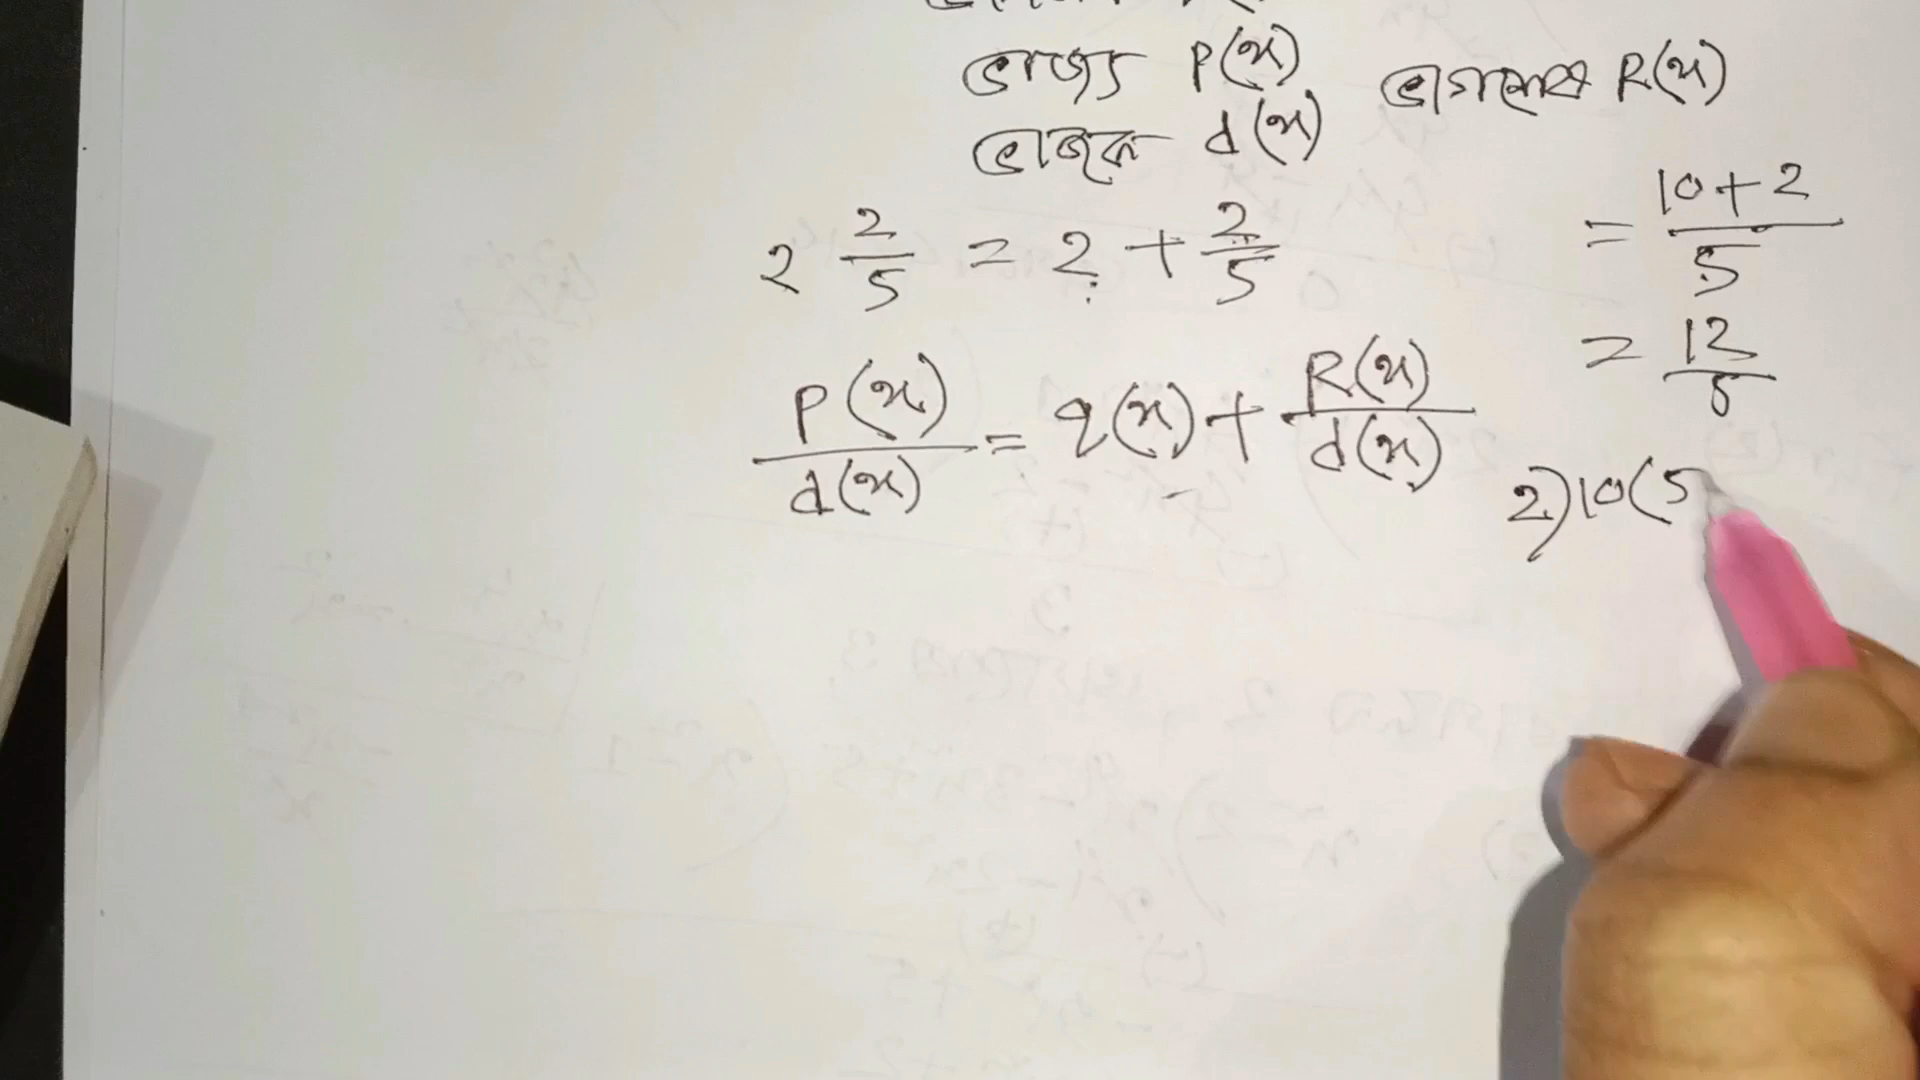 ভাজ্য P(x) ভাগশেষ R(x)
ভাজক d(x)
2 2/5 = 2 + 2/5 = (10+2)/5
= 12/5
P(x)/d(x) = q(x) + R(x)/d(x)
2)10(5